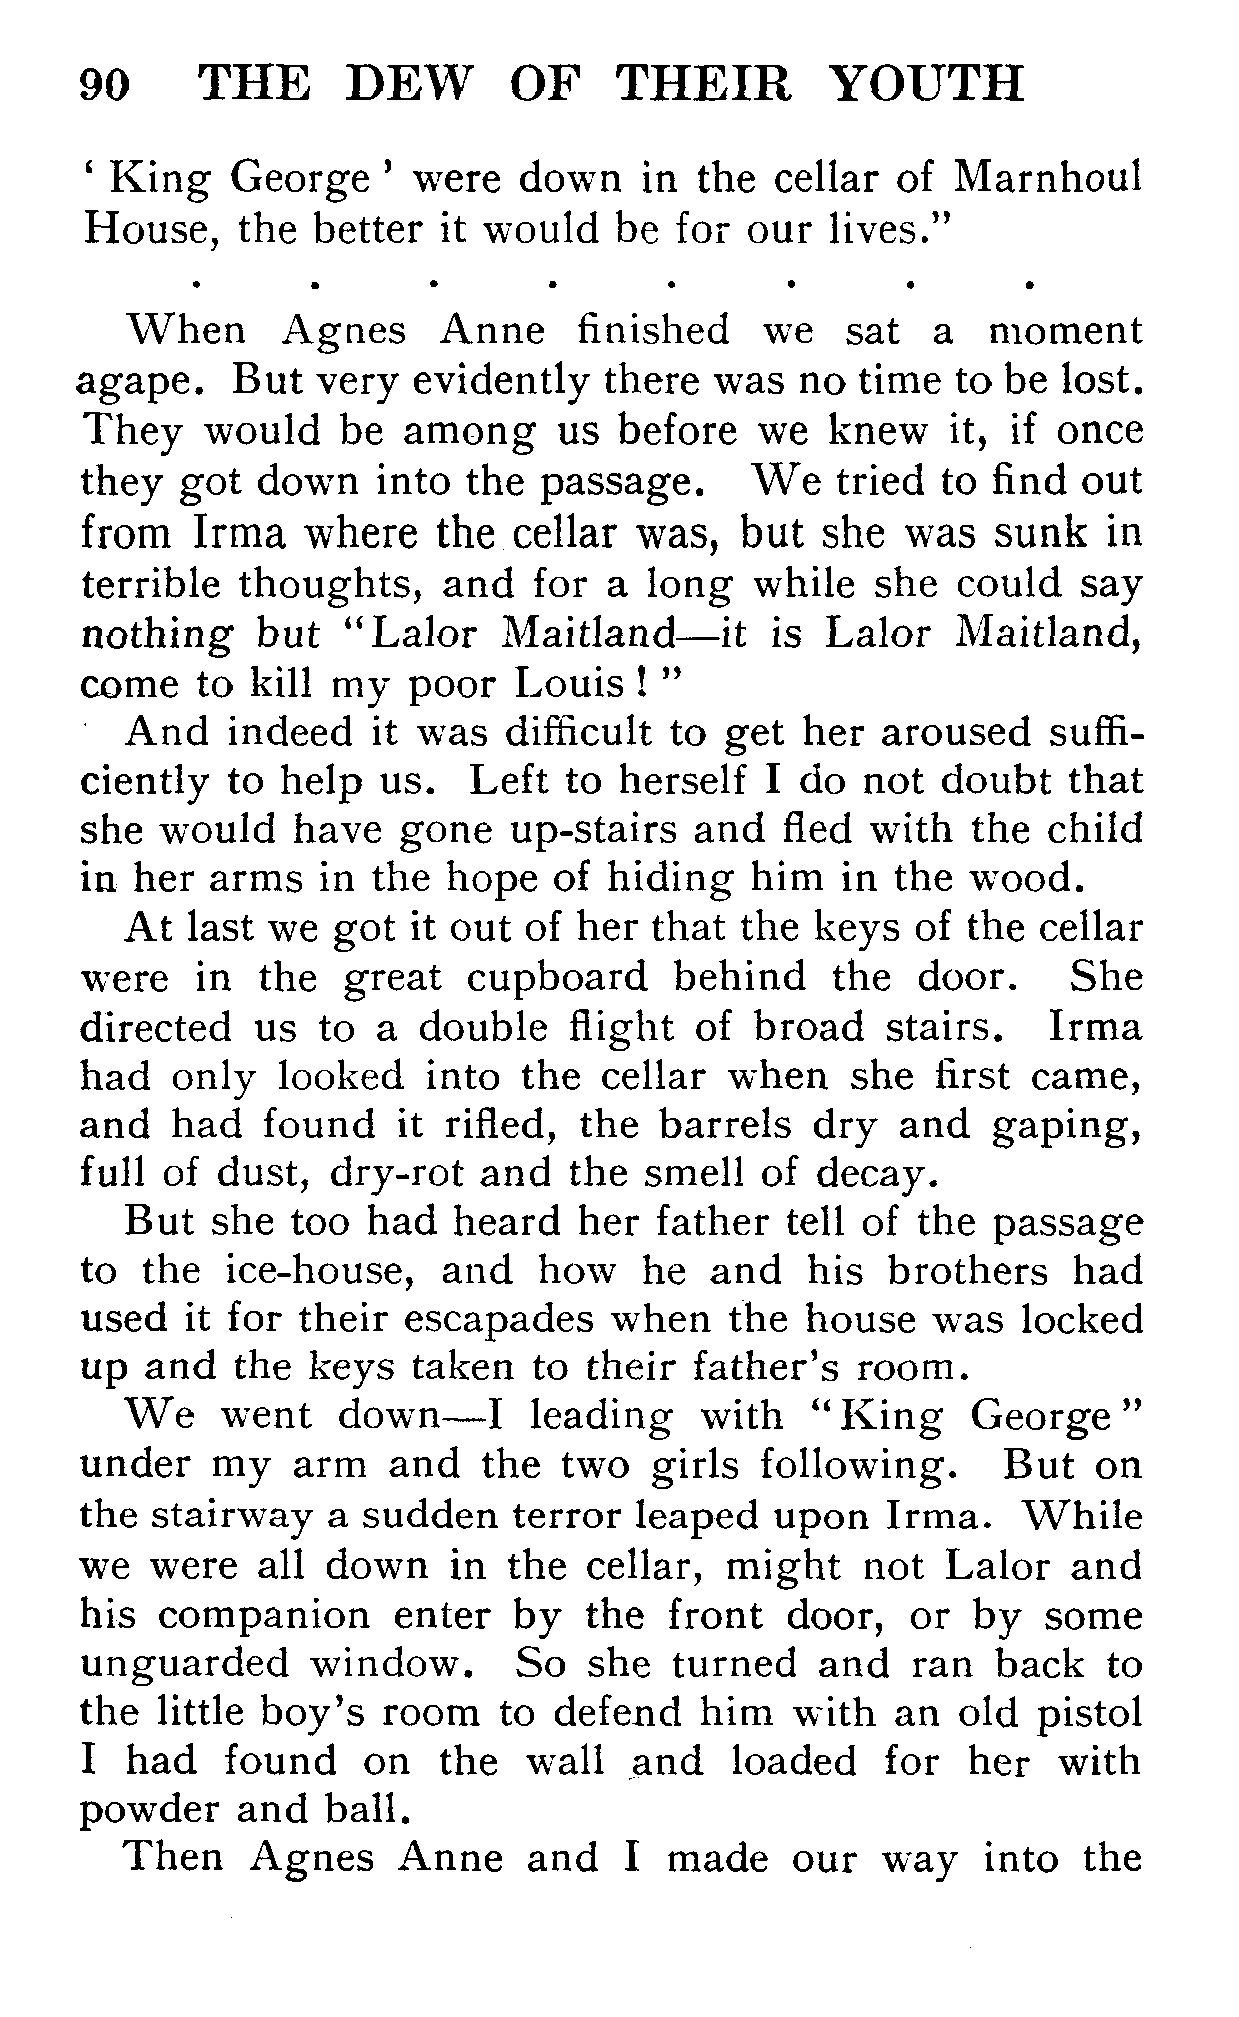 90 THE DEW OF THEIR YOUTH
‘ King George ’ were down in the cellar of Marnhoul
House, the better it would be for our lives.”
. . . . . . . .
When Agnes Anne finished we sat a moment
agape. But very evidently there was no time to be lost.
They would be among us before we knew it, if once
they got down into the passage. We tried to find out
from Irma where the cellar was, but she was sunk in
terrible thoughts, and for a long while she could say
nothing but “ Lalor Maitland—it is Lalor Maitland,
come to kill my poor Louis ! ”
And indeed it was difficult to get her aroused suffi-
ciently to help us. Left to herself I do not doubt that
she would have gone up-stairs and fled with the child
in her arms in the hope of hiding him in the wood.
At last we got it out of her that the keys of the cellar
were in the great cupboard behind the door. She
directed us to a double flight of broad stairs. Irma
had only looked into the cellar when she first came,
and had found it rifled, the barrels dry and gaping,
full of dust, dry-rot and the smell of decay.
But she too had heard her father tell of the passage
to the ice-house, and how he and his brothers had
used it for their escapades when the house was locked
up and the keys taken to their father’s room.
We went down—I leading with “ King George ”
under my arm and the two girls following. But on
the stairway a sudden terror leaped upon Irma. While
we were all down in the cellar, might not Lalor and
his companion enter by the front door, or by some
unguarded window. So she turned and ran back to
the little boy’s room to defend him with an old pistol
I had found on the wall and loaded for her with
powder and ball.
Then Agnes Anne and I made our way into the